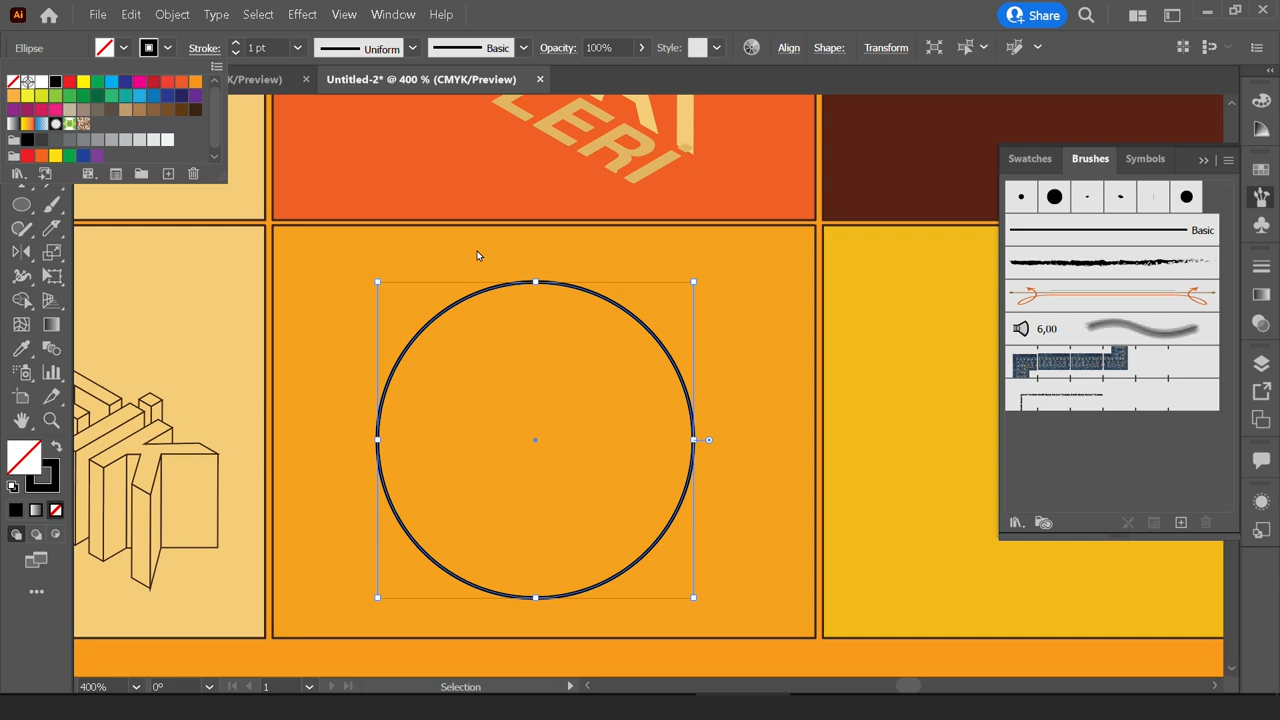 Ai File Edit Object Type Select Effect View Window Help Share
Ellipse Stroke: 1 pt Uniform Basic Opacity: 100% Style: Align Shape: Transform
K/Preview) × Untitled-2* @ 400 % (CMYK/Preview) ×
LERİ
Swatches Brushes Symbols
Basic
6,00
400% 0° 1 Selection